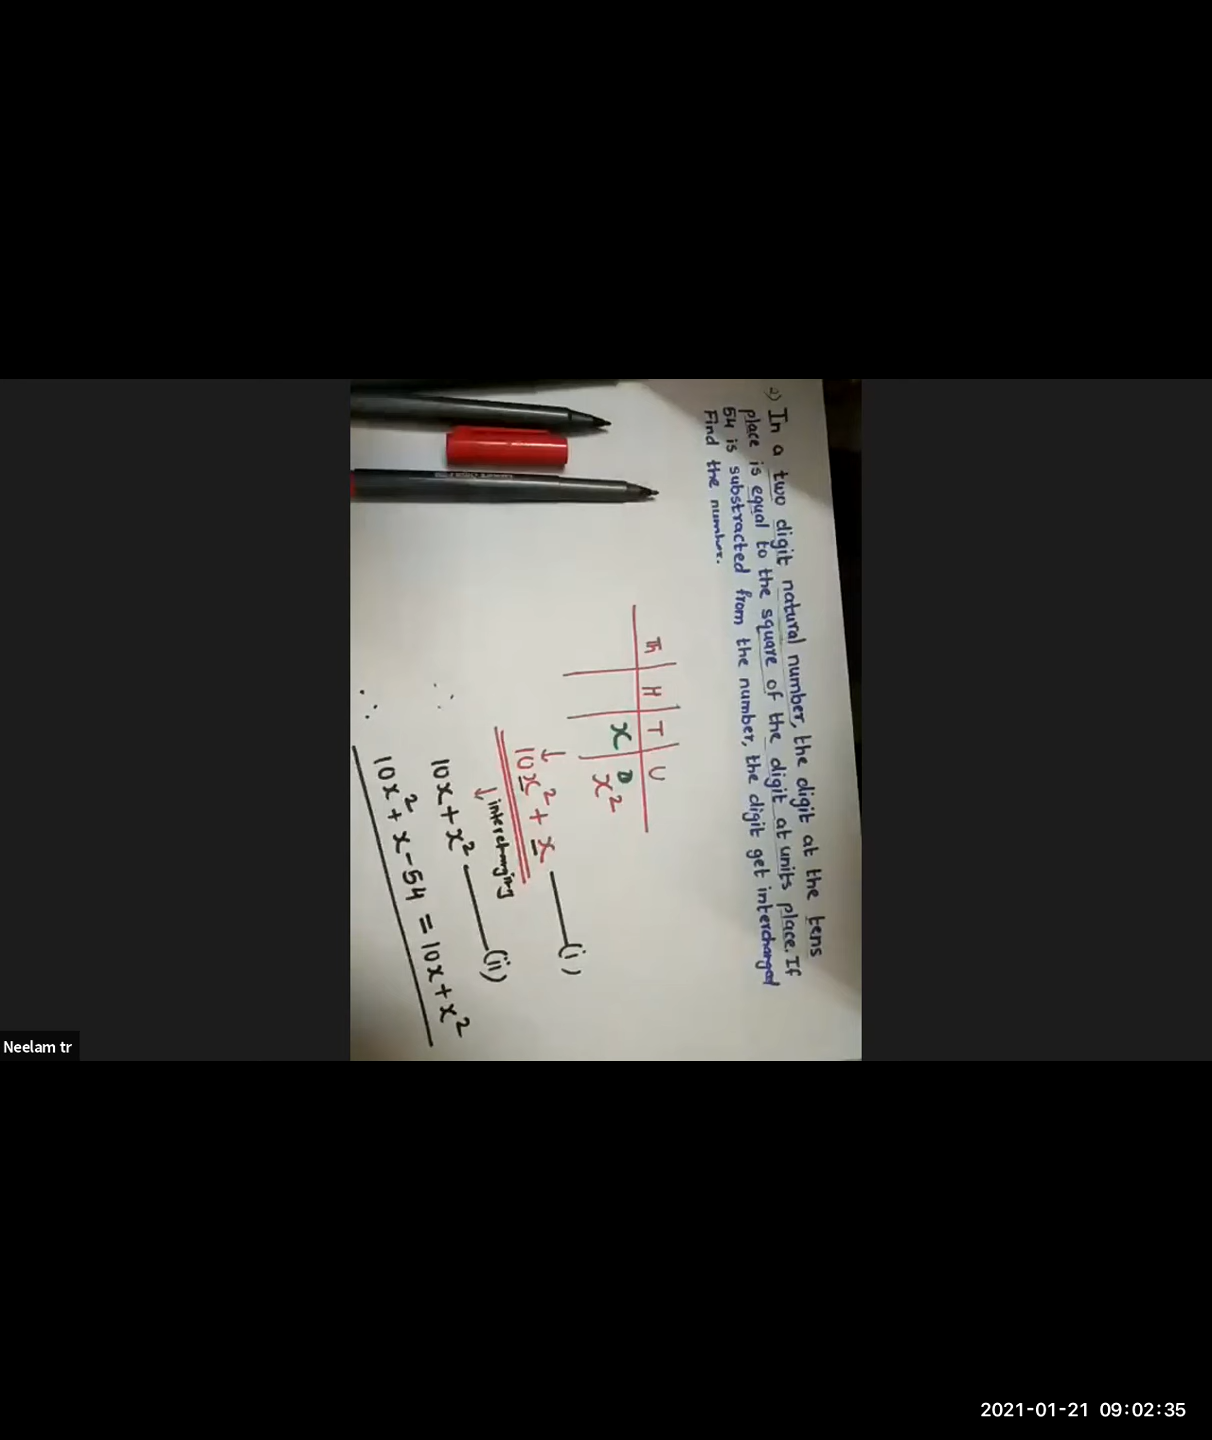 2) In a two digit natural number, the digit at the tens
place is equal to the square of the digit at units place. If
54 is substracted from the number, the digit get interchanged
Find the number.
Th H T U
x x²
10x² + x (i)
interchanging
10x + x² (ii)
∴
∴ 10x² + x - 54 = 10x + x²
Neelam tr
2021-01-21 09:02:35